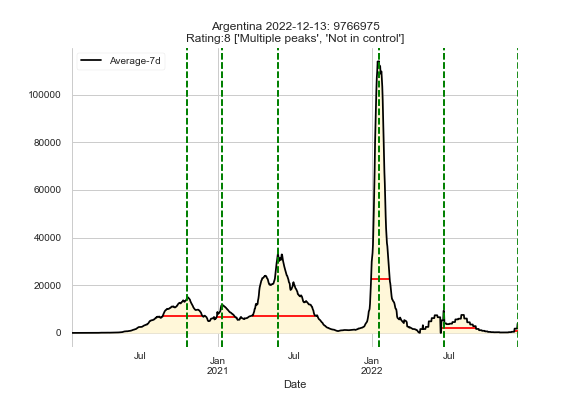 Argentina 2022-12-13: 9766975
Rating:8 ['Multiple peaks', 'Not in control']
Average-7d
100000
80000
60000
40000
20000
0
Jul
Jan
2021
Jul
Jan
2022
Jul
Date